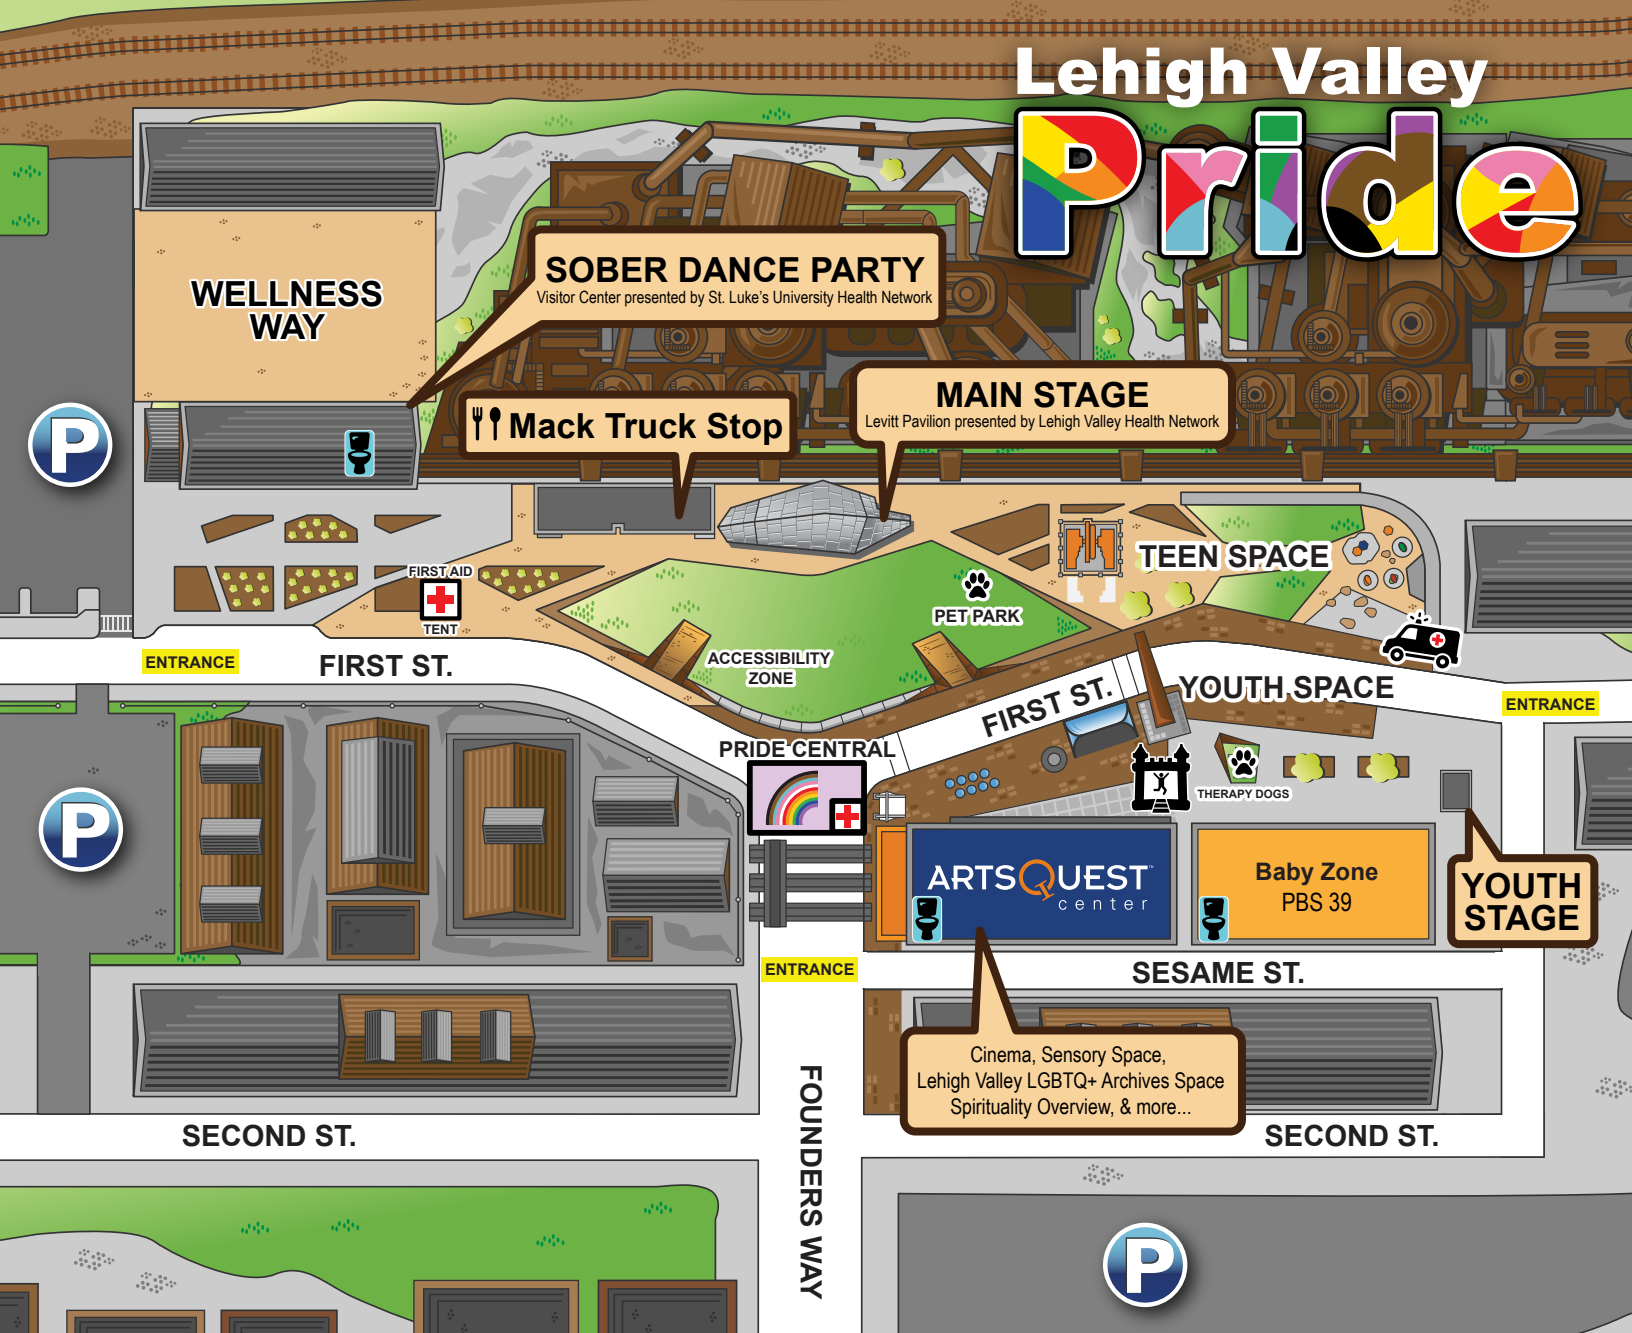 Lehigh Valley
Pride
SOBER DANCE PARTY
Visitor Center presented by St. Luke's University Health Network
WELLNESS
WAY
MAIN STAGE
Levitt Pavilion presented by Lehigh Valley Health Network
Mack Truck Stop
P
TEEN SPACE
FIRST AID
TENT
PET PARK
ENTRANCE
FIRST ST.
ACCESSIBILITY
ZONE
YOUTH SPACE
FIRST ST.
ENTRANCE
PRIDE CENTRAL
THERAPY DOGS
P
ARTSQUEST™
center
Baby Zone
PBS 39
YOUTH
STAGE
ENTRANCE
SESAME ST.
Cinema, Sensory Space,
Lehigh Valley LGBTQ+ Archives Space
Spirituality Overview, & more...
SECOND ST.
SECOND ST.
FOUNDERS WAY
P